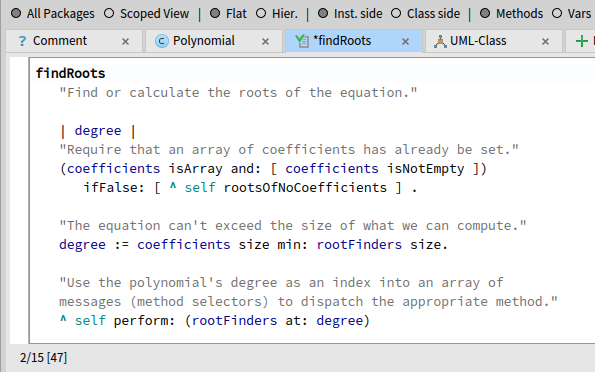 All Packages Scoped View | Flat Hier. | Inst. side Class side | Methods Vars
? Comment × C Polynomial × *findRoots × UML-Class × +
findRoots
"Find or calculate the roots of the equation."
| degree |
"Require that an array of coefficients has already be set."
(coefficients isArray and: [ coefficients isNotEmpty ])
ifFalse: [ ^ self rootsOfNoCoefficients ] .
"The equation can't exceed the size of what we can compute."
degree := coefficients size min: rootFinders size.
"Use the polynomial's degree as an index into an array of
messages (method selectors) to dispatch the appropriate method."
^ self perform: (rootFinders at: degree)
2/15 [47]